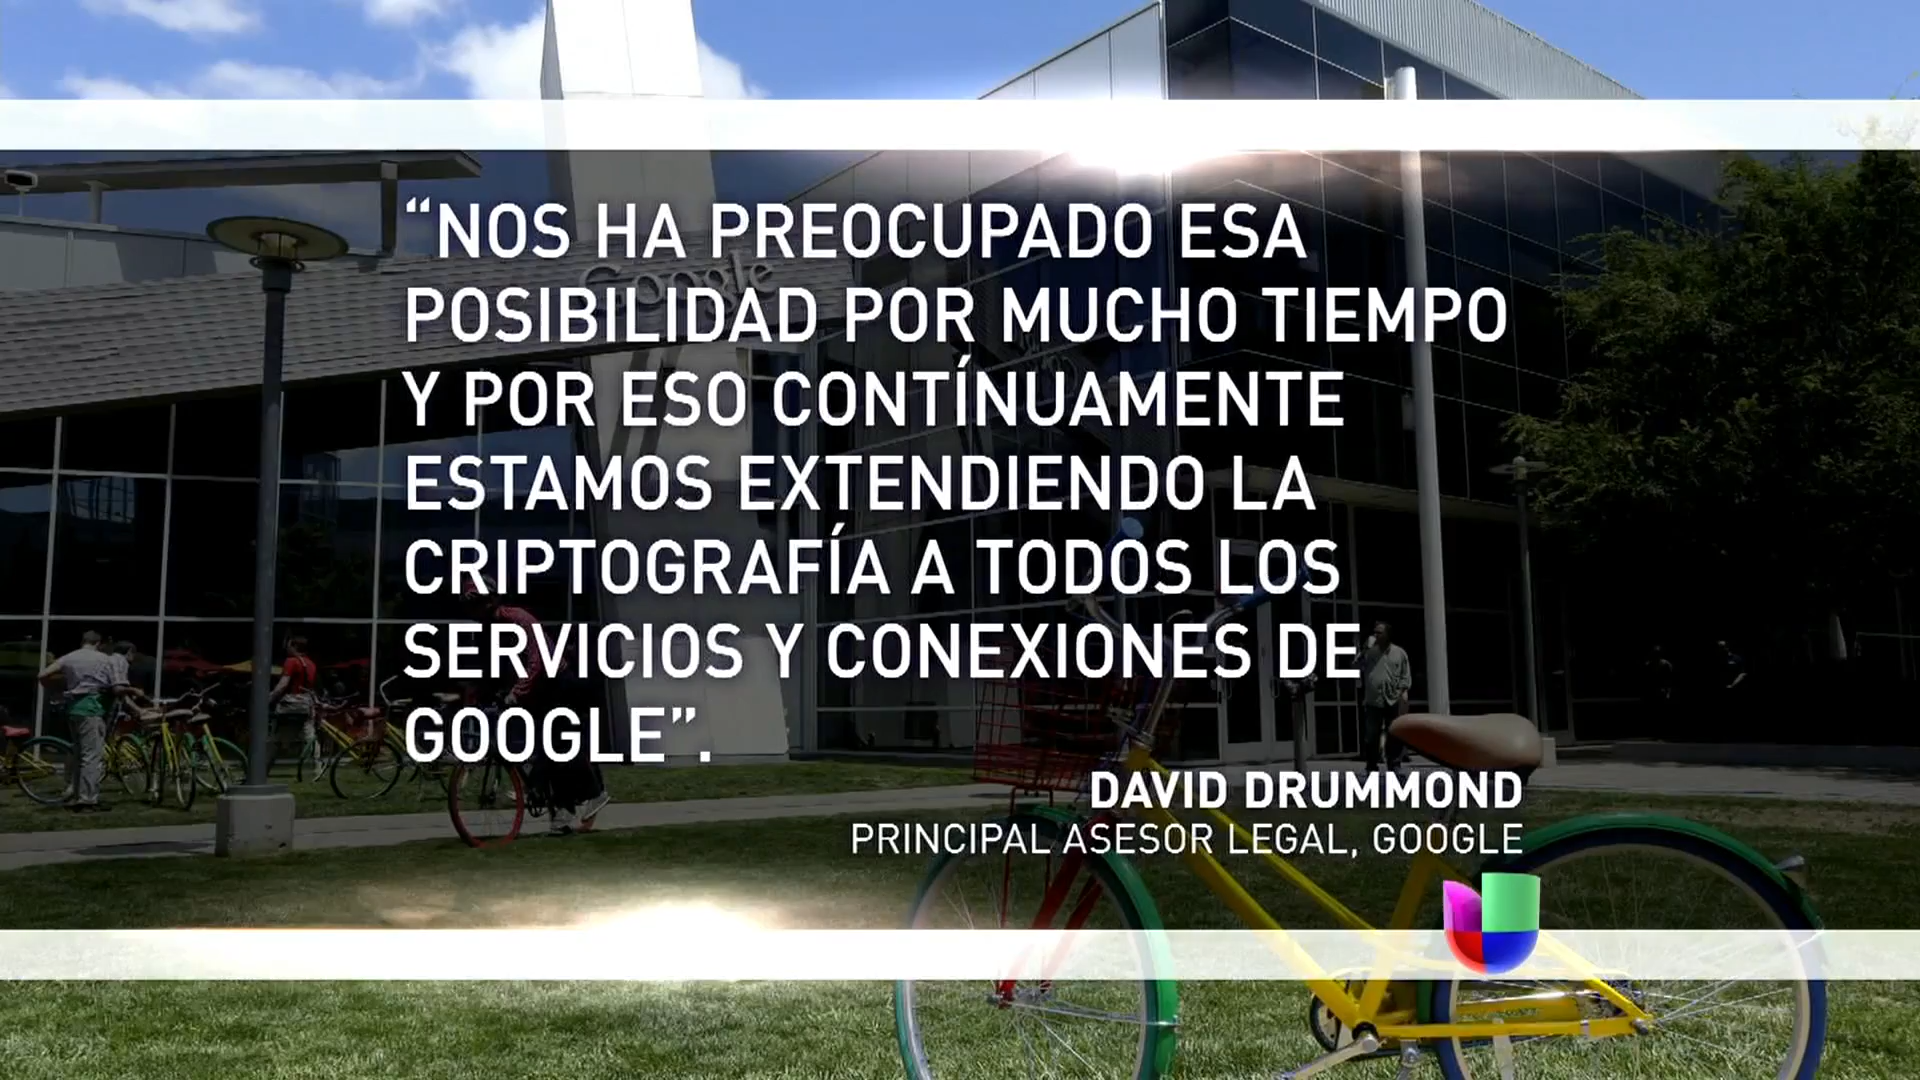 Google
“NOS HA PREOCUPADO ESA
POSIBILIDAD POR MUCHO TIEMPO
Y POR ESO CONTÍNUAMENTE
ESTAMOS EXTENDIENDO LA
CRIPTOGRAFÍA A TODOS LOS
SERVICIOS Y CONEXIONES DE
GOOGLE”.
DAVID DRUMMOND
PRINCIPAL ASESOR LEGAL, GOOGLE